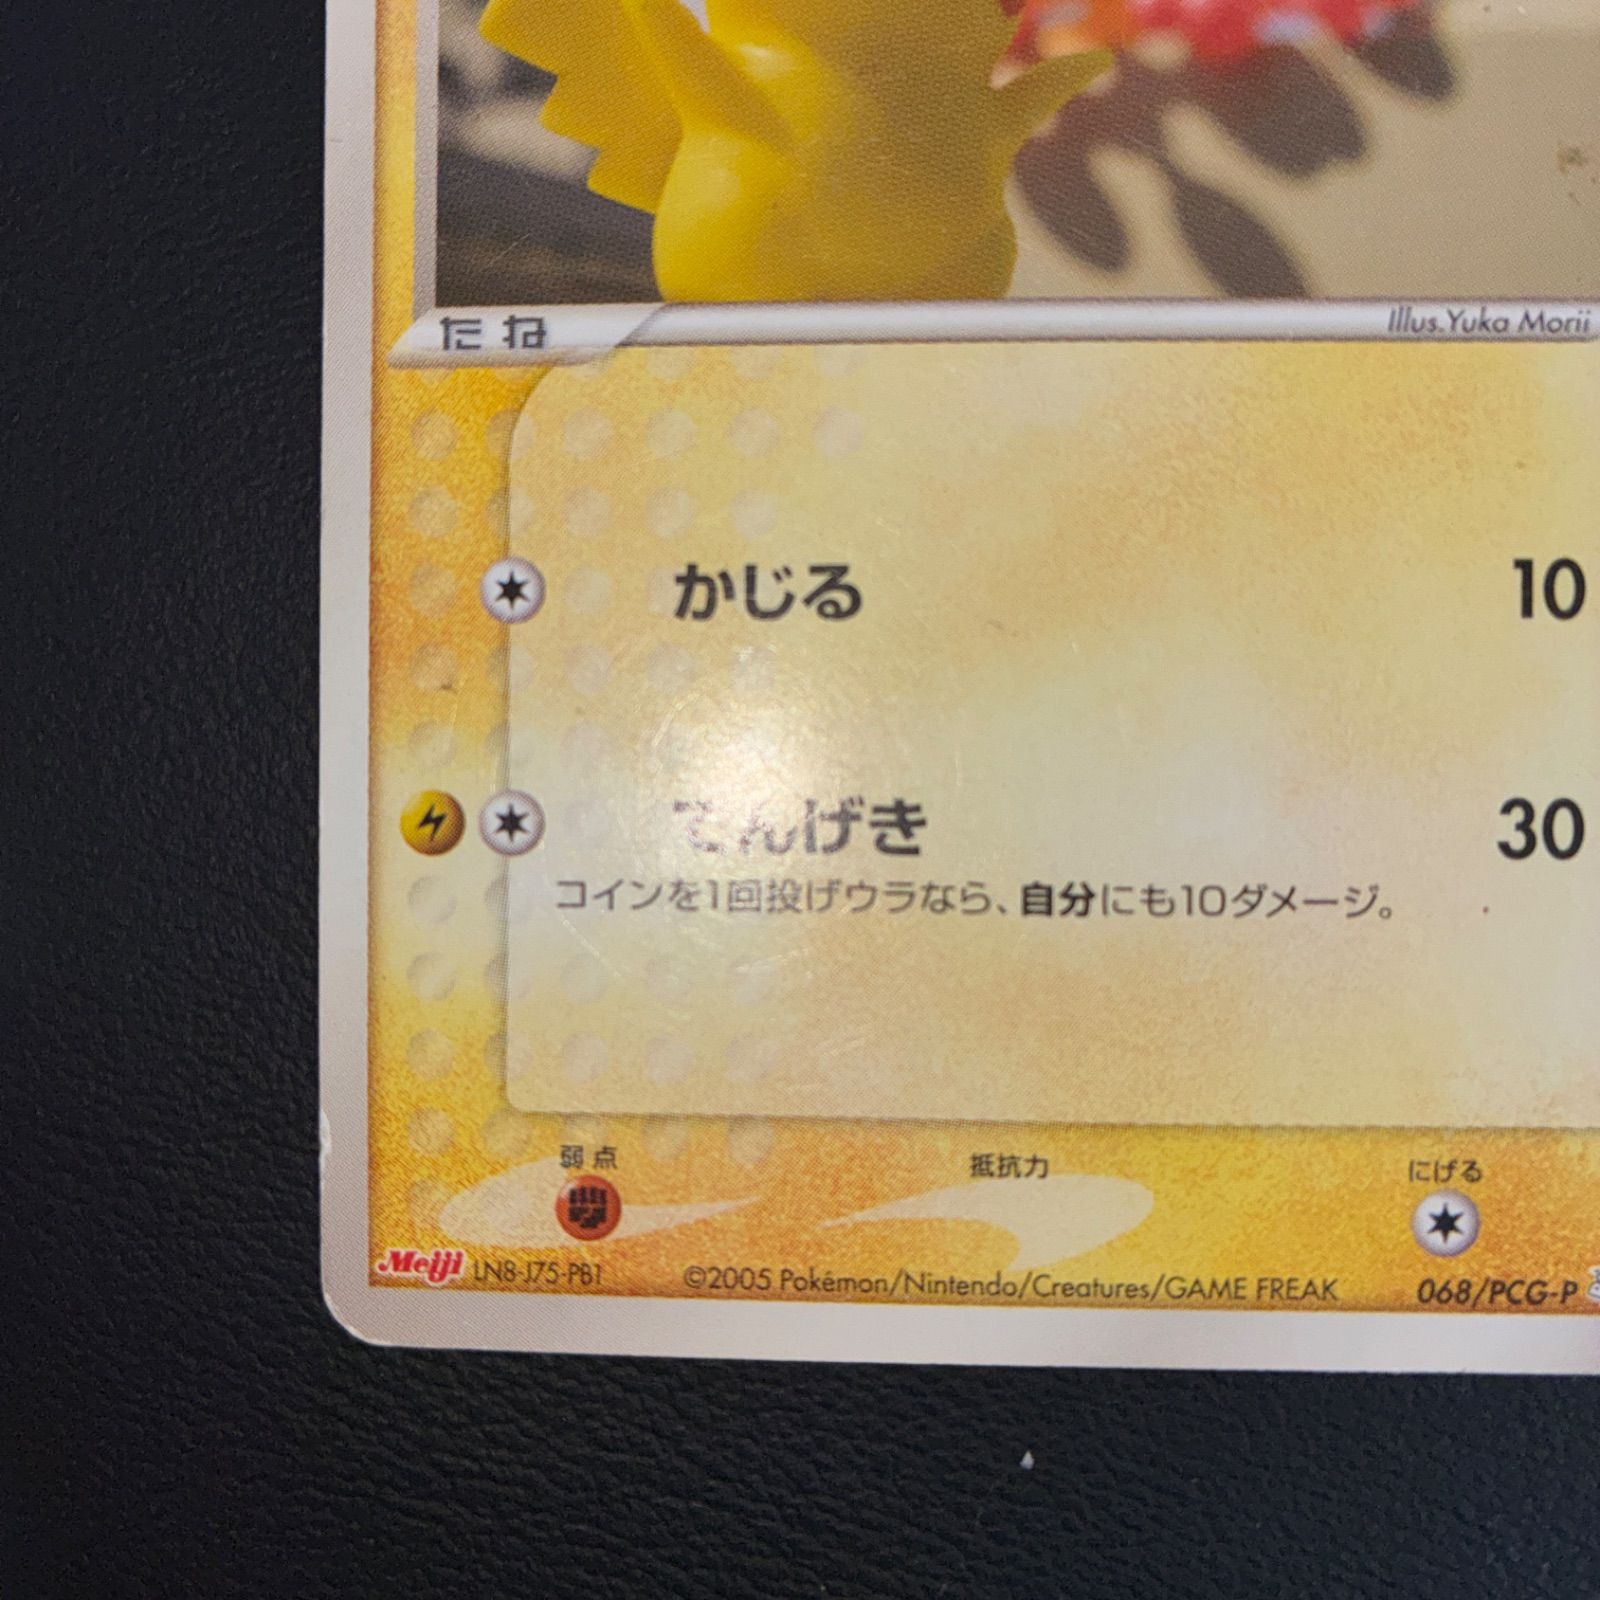 たね
Illus.Yuka Morii
かじる 10
でんげき 30
コインを1回投げウラなら、自分にも10ダメージ。
弱点 抵抗力 にげる
Meiji LN8-J75-PB1 ©2005 Pokémon/Nintendo/Creatures/GAME FREAK 068/PCG-P